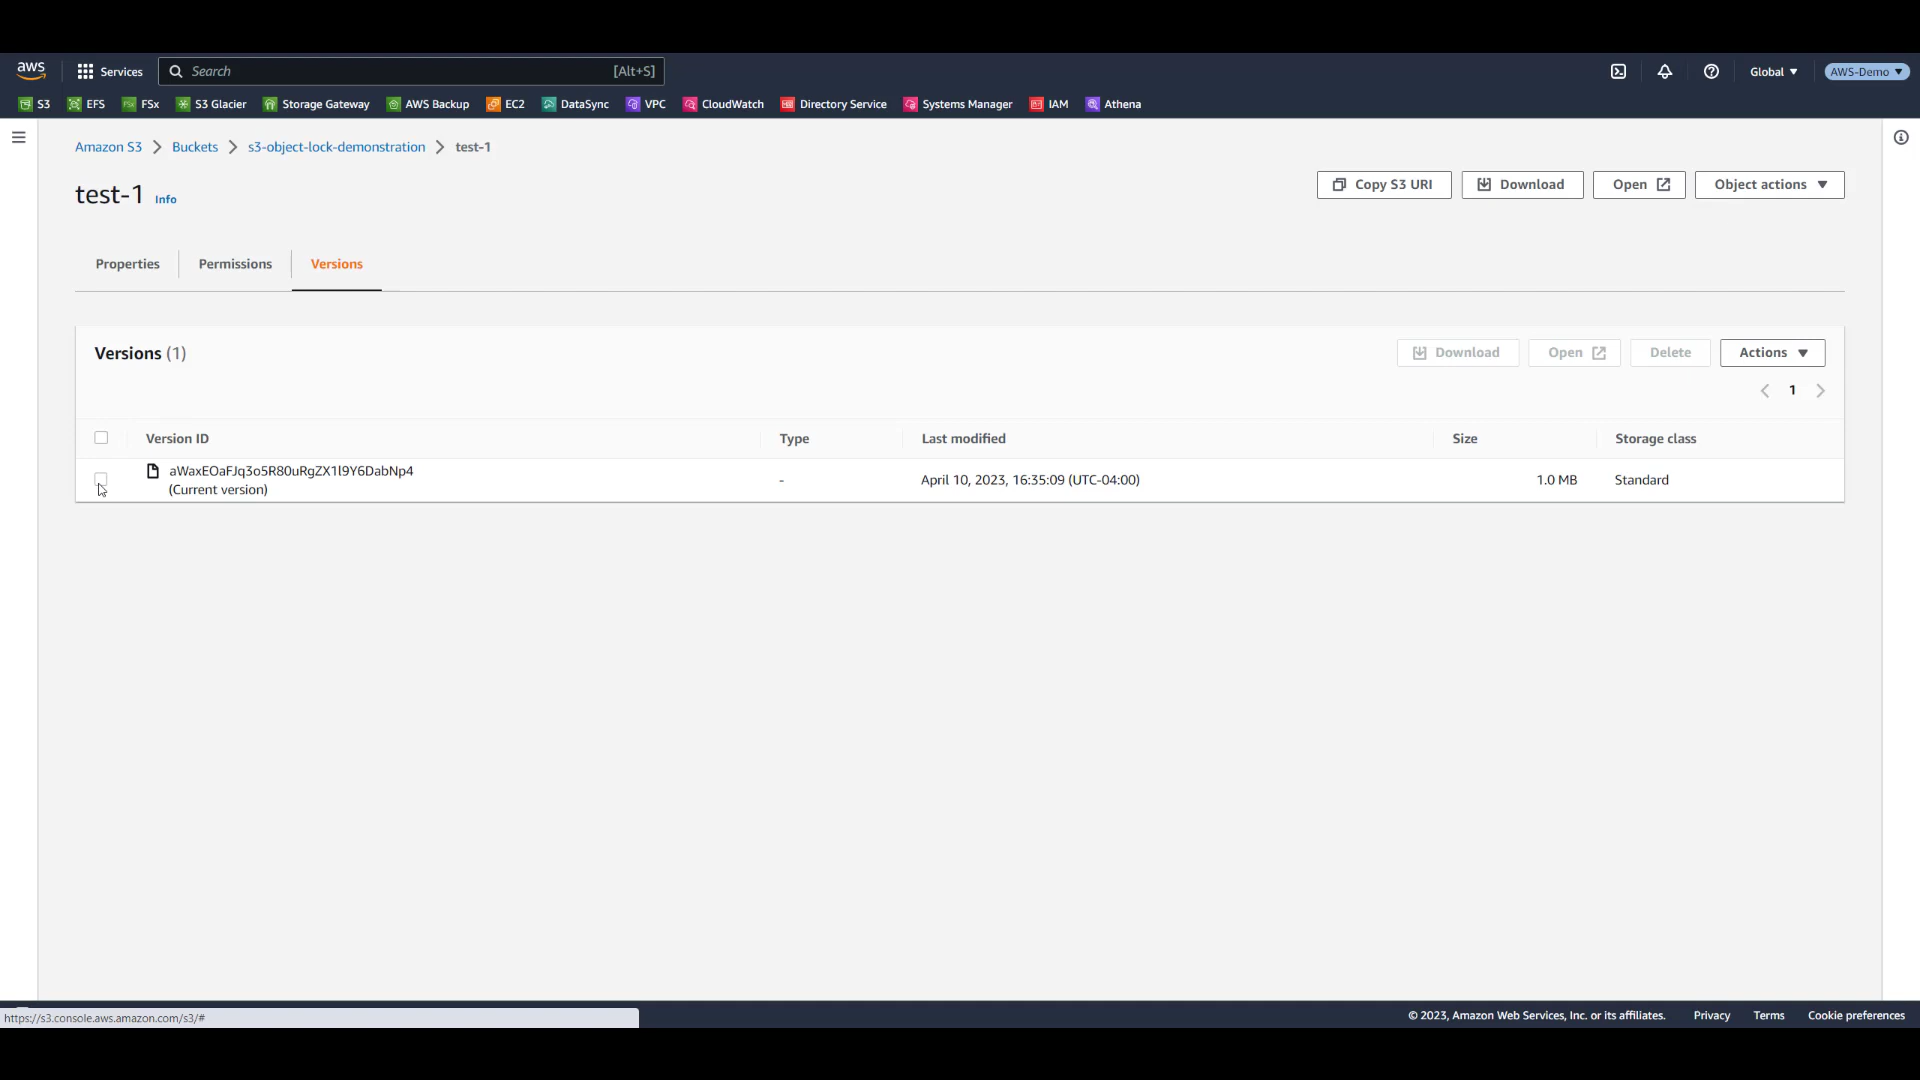 aws
Services
Search
[Alt+S]
Global
AWS-Demo
S3
EFS
FSx
FSx
S3 Glacier
Storage Gateway
AWS Backup
EC2
DataSync
VPC
CloudWatch
Directory Service
Systems Manager
IAM
Athena
Amazon S3
Buckets
s3-object-lock-demonstration
test-1
test-1 Info
Copy S3 URI
Download
Open
Object actions
Properties
Permissions
Versions
Versions (1)
Download
Open
Delete
Actions
1
Version ID
Type
Last modified
Size
Storage class
aWaxEOaFJq3o5R80uRgZX1l9Y6DabNp4
(Current version)
-
April 10, 2023, 16:35:09 (UTC-04:00)
1.0 MB
Standard
https://s3.console.aws.amazon.com/s3/#
© 2023, Amazon Web Services, Inc. or its affiliates.
Privacy
Terms
Cookie preferences